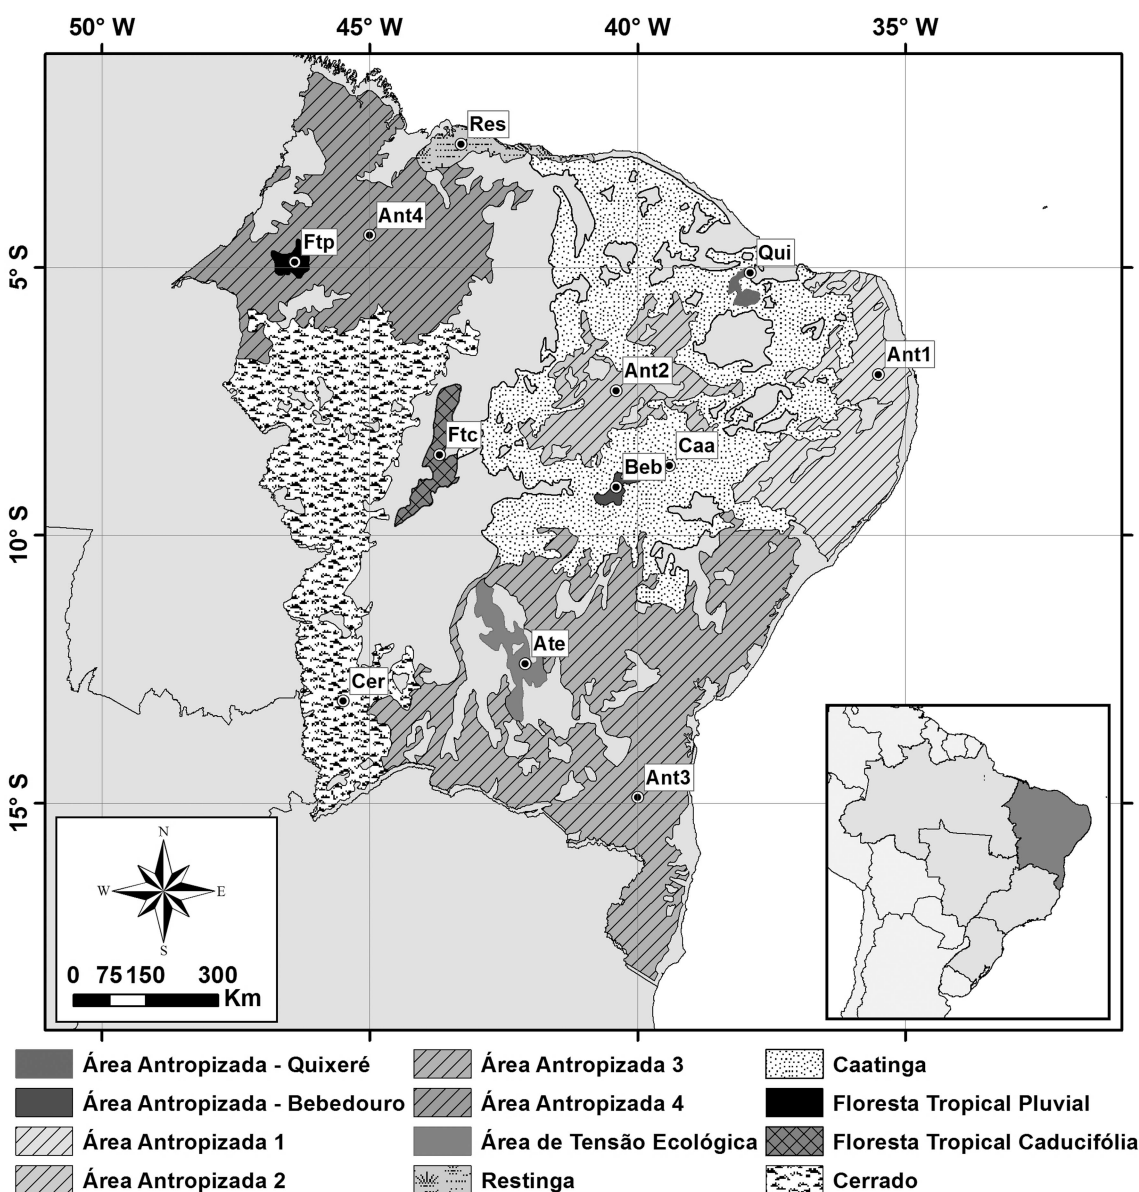 50° W 45° W 40° W 35° W
Res
Ant4
Ftp
5° S
Qui
Ant1
Ant2
Ftc
Caa
Beb
10° S
Ate
Cer
Ant3
15° S
N
W E
S
0 75 150 300
Km
Área Antropizada - Quixeré Área Antropizada 3 Caatinga
Área Antropizada - Bebedouro Área Antropizada 4 Floresta Tropical Pluvial
Área Antropizada 1 Área de Tensão Ecológica Floresta Tropical Caducifólia
Área Antropizada 2 Restinga Cerrado